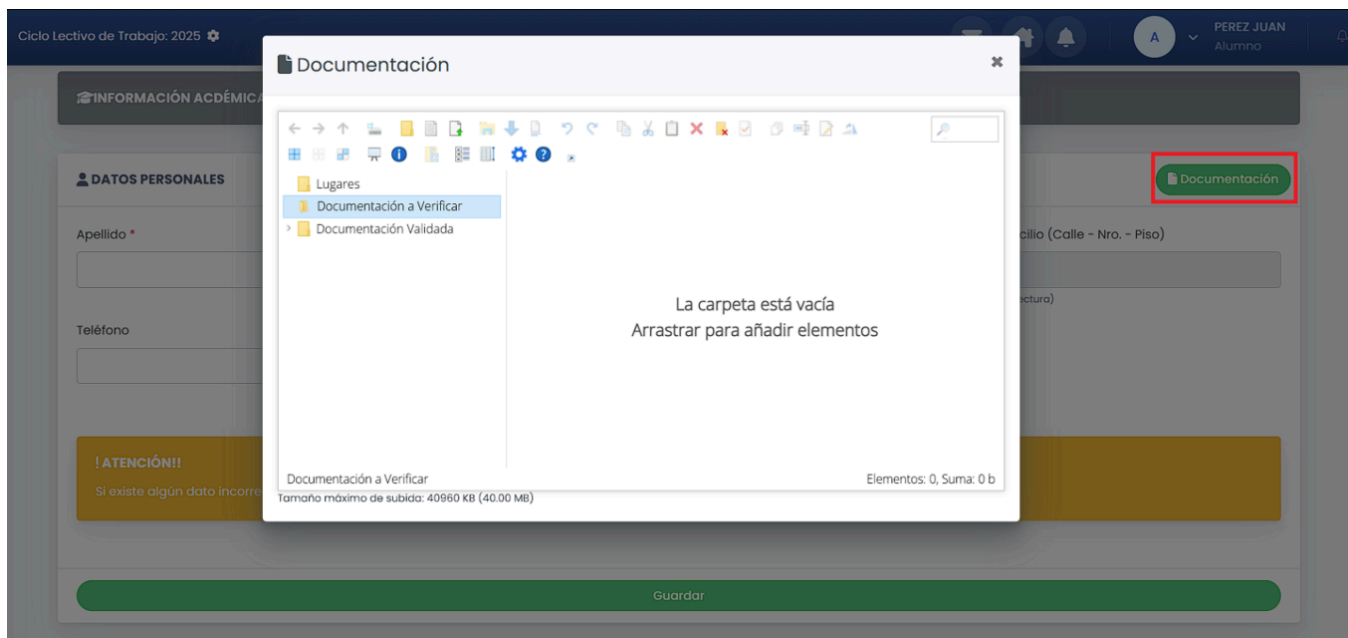 Ciclo Lectivo de Trabajo: 2025
A
PEREZ JUAN
Alumno
Documentación
INFORMACIÓN ACDÉMICA
DATOS PERSONALES
Documentación
Lugares
Documentación a Verificar
Documentación Validada
La carpeta está vacía
Arrastrar para añadir elementos
Apellido *
cilio (Calle - Nro. - Piso)
ectura)
Teléfono
Documentación a Verificar
Elementos: 0, Suma: 0 b
Tamaño máximo de subida: 40960 KB (40.00 MB)
! ATENCIÓN!!
Si existe algún dato incorre
Guardar